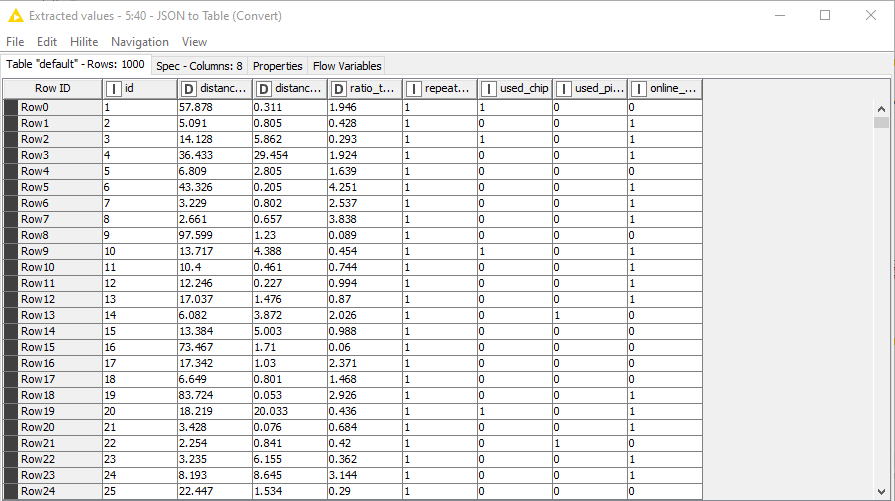 Extracted values - 5:40 - JSON to Table (Convert)
File Edit Hilite Navigation View
Table "default" - Rows: 1000 Spec - Columns: 8 Properties Flow Variables
Row ID I id D distanc... D distanc... D ratio_t... I repeat... I used_chip I used_pi... I online_...
Row0 1 57.878 0.311 1.946 1 1 0 0
Row1 2 5.091 0.805 0.428 1 0 0 1
Row2 3 14.128 5.862 0.293 1 1 0 1
Row3 4 36.433 29.454 1.924 1 0 0 1
Row4 5 6.809 2.805 1.639 1 0 0 0
Row5 6 43.326 0.205 4.251 1 0 0 1
Row6 7 3.229 0.802 2.537 1 0 0 1
Row7 8 2.661 0.657 3.838 1 0 0 1
Row8 9 97.599 1.23 0.089 1 0 0 0
Row9 10 13.717 4.388 0.454 1 1 0 1
Row10 11 10.4 0.461 0.744 1 0 0 1
Row11 12 12.246 0.227 0.994 1 0 0 1
Row12 13 17.037 1.476 0.87 1 0 0 1
Row13 14 6.082 3.872 2.026 1 0 1 0
Row14 15 13.384 5.003 0.988 1 0 0 0
Row15 16 73.467 1.71 0.06 1 0 0 0
Row16 17 17.342 1.03 2.371 1 0 0 0
Row17 18 6.649 0.801 1.468 1 0 0 0
Row18 19 83.724 0.053 2.926 1 0 0 1
Row19 20 18.219 20.033 0.436 1 1 0 1
Row20 21 3.428 0.076 0.684 1 0 0 1
Row21 22 2.254 0.841 0.42 1 0 1 0
Row22 23 3.235 6.155 0.362 1 0 0 1
Row23 24 8.193 8.645 3.144 1 0 0 1
Row24 25 22.447 1.534 0.29 1 0 0 0